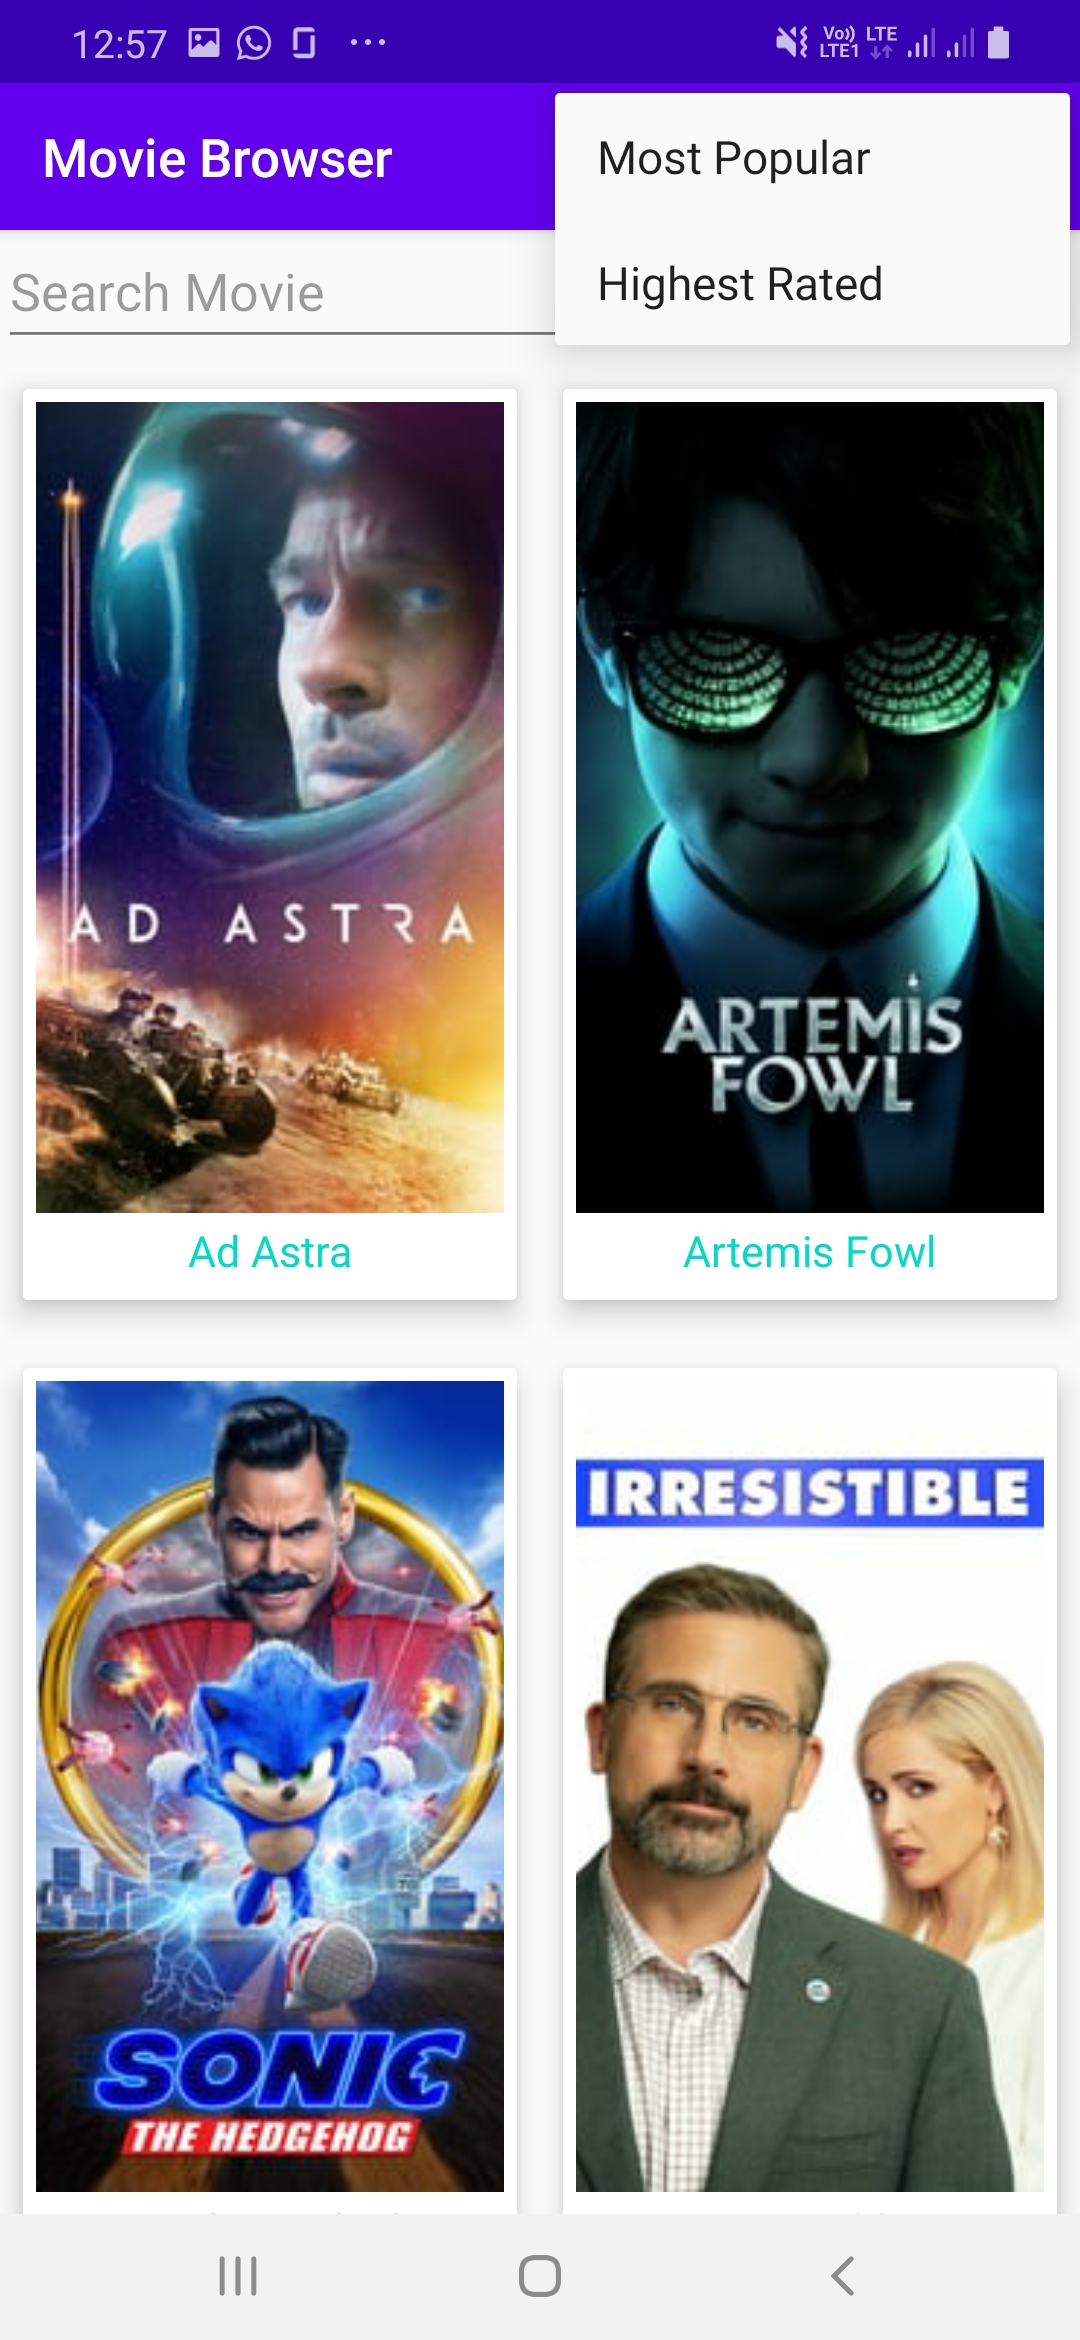 12:57
Vo)) LTE
LTE1
Movie Browser
Most Popular
Highest Rated
Search Movie
AD ASTRA
ARTEMIS
FOWL
Ad Astra
Artemis Fowl
IRRESISTIBLE
SONIC
THE HEDGEHOG